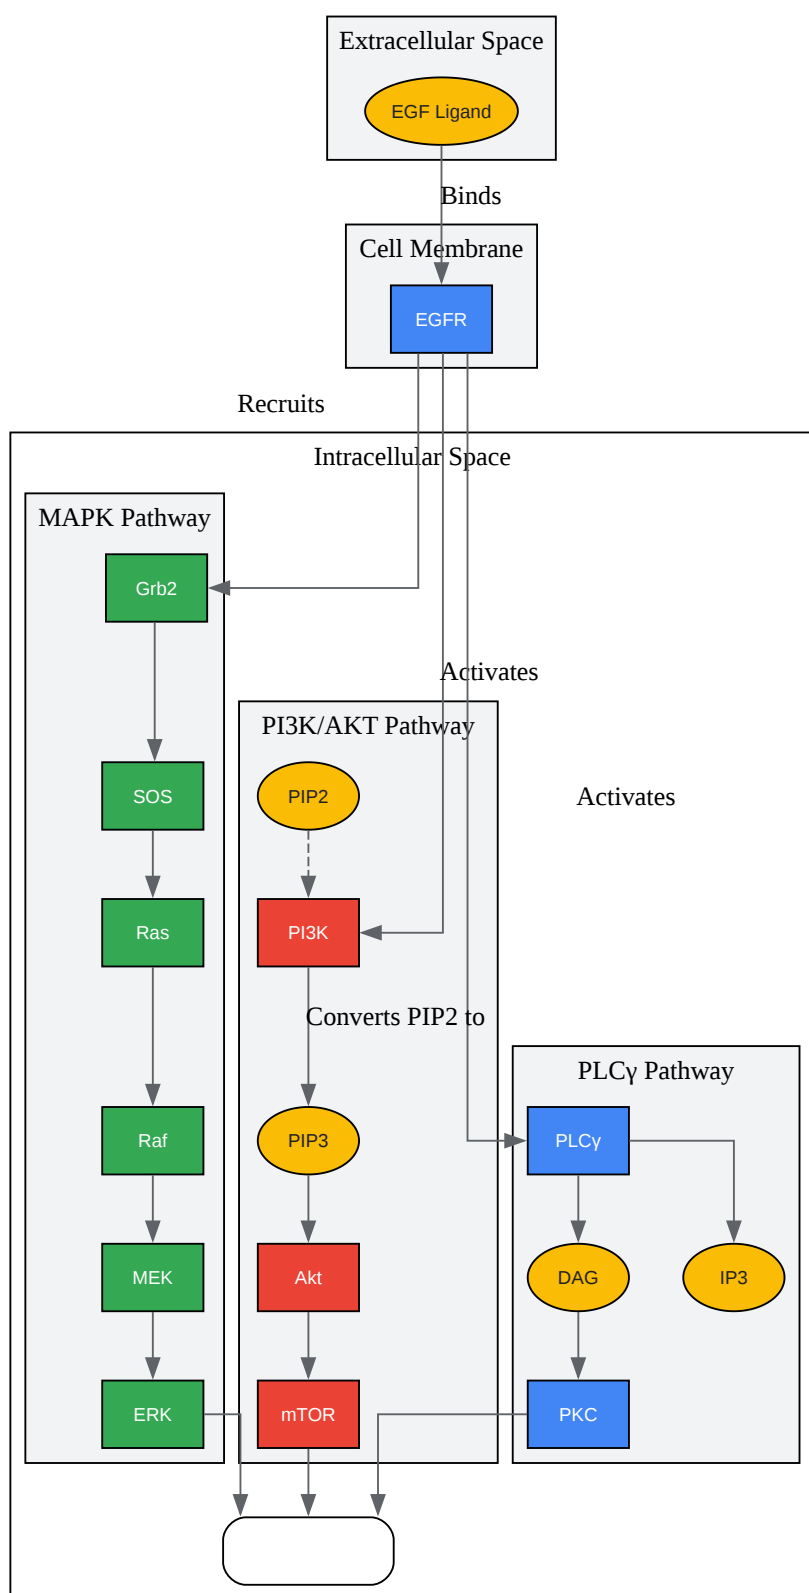 Extracellular Space
EGF Ligand
Binds
Cell Membrane
EGFR
Recruits
Intracellular Space
MAPK Pathway
Grb2
Activates
PI3K/AKT Pathway
SOS
PIP2
Activates
Ras
PI3K
Converts PIP2 to
PLCγ Pathway
Raf
PIP3
PLCγ
MEK
Akt
DAG
IP3
ERK
mTOR
PKC